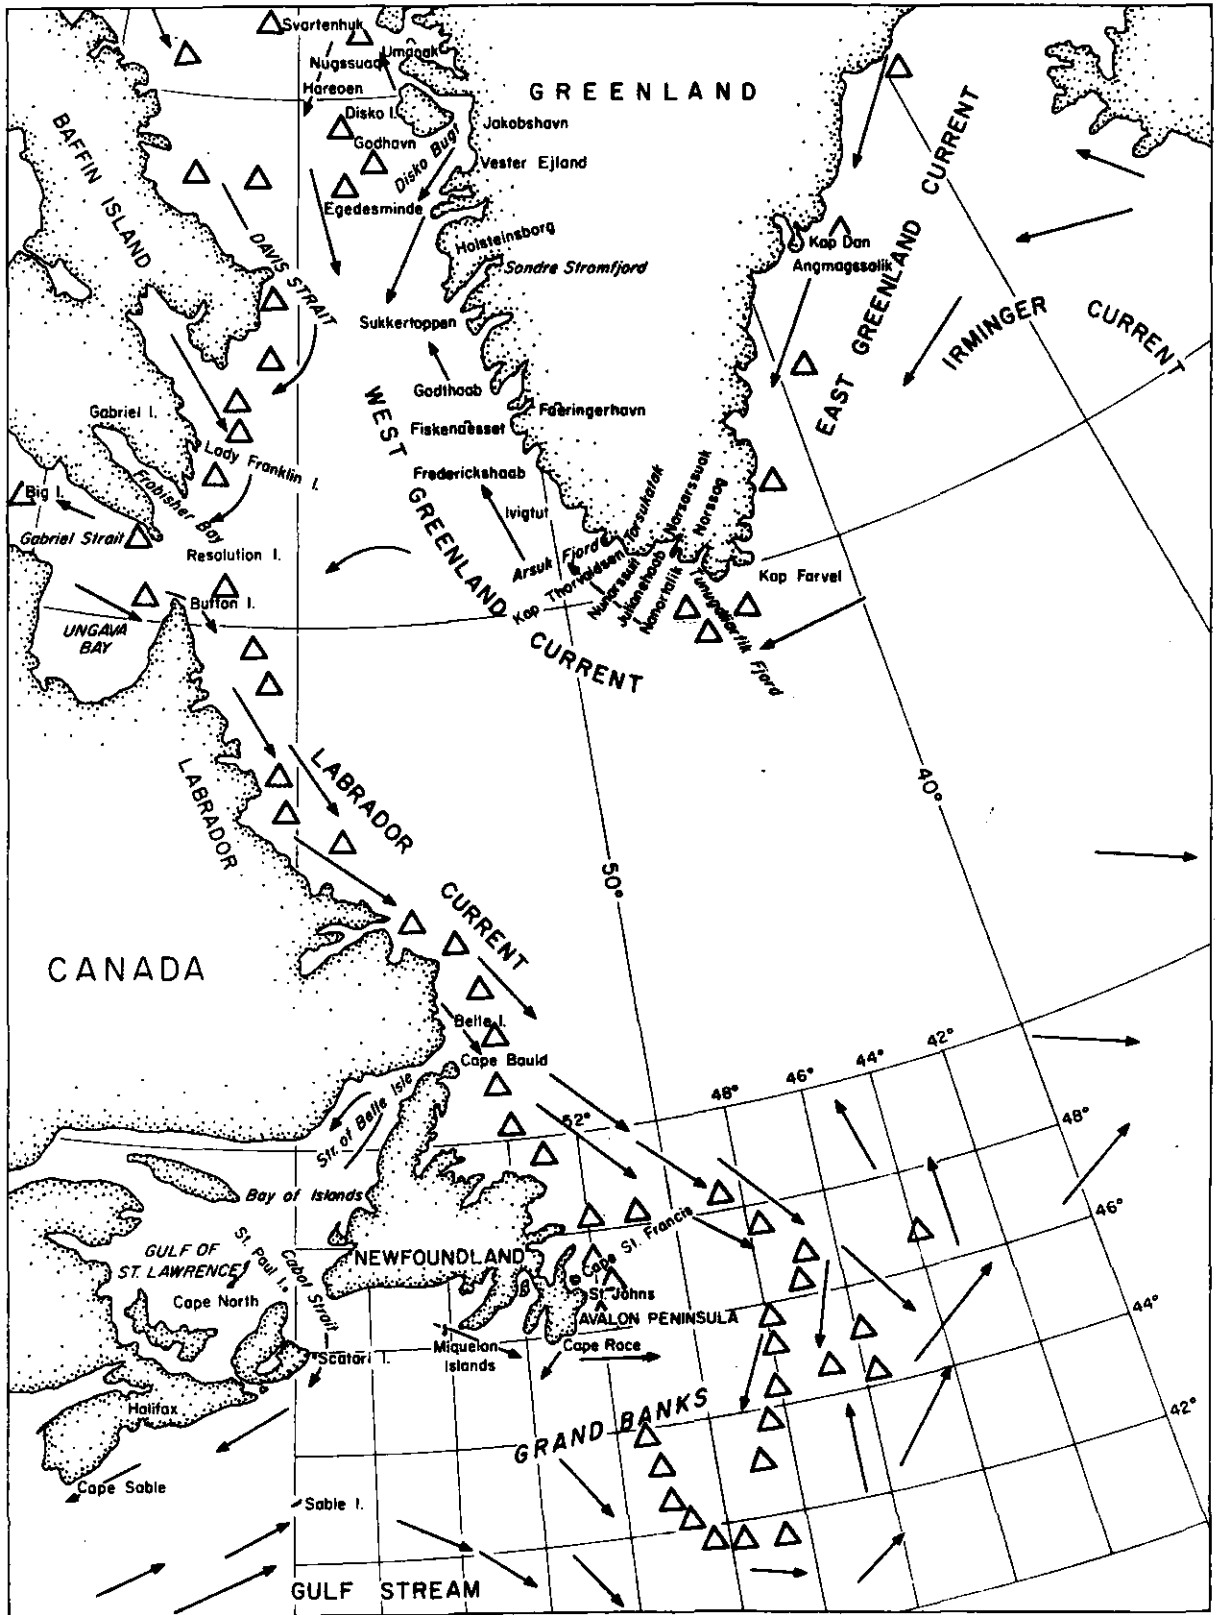 Svartenhuk
Umanak
Nugssuaq
Hareoen
GREENLAND
Disko I.
Godhavn
Disko Bugt
Jakobshavn
Vester Ejland
Egedesminde
Holsteinsborg
Sondre Stromfjord
BAFFIN ISLAND
DAVIS STRAIT
Sukkertoppen
Godthaab
Faeringerhavn
Fiskenaesset
Frederickshaab
Ivigtut
Arsuk Fjord
Kap Thorvaldsen
Torsukatak
Nunarssuit
Narsarssuak
Julianehaab
Norssaq
Nanortalik
Kap Farvel
Kap Dan
Angmagssalik
EAST GREENLAND CURRENT
IRMINGER CURRENT
WEST GREENLAND CURRENT
Gabriel I.
Lady Franklin I.
Frobisher Bay
Big I.
Gabriel Strait
Resolution I.
Button I.
UNGAVA
BAY
LABRADOR
LABRADOR CURRENT
40°
50°
CANADA
Belle I.
Cape Bauld
Str. of Belle Isle
42°
44°
46°
48°
52°
48°
46°
44°
42°
Bay of Islands
Cape St. Francis
NEWFOUNDLAND
GULF OF
ST. LAWRENCE
St. Paul I.
Cabot Strait
Cape North
St. Johns
AVALON PENINSULA
Cape Race
Miquelon
Islands
Scatari I.
GRAND BANKS
Halifax
Cape Sable
Sable I.
GULF STREAM